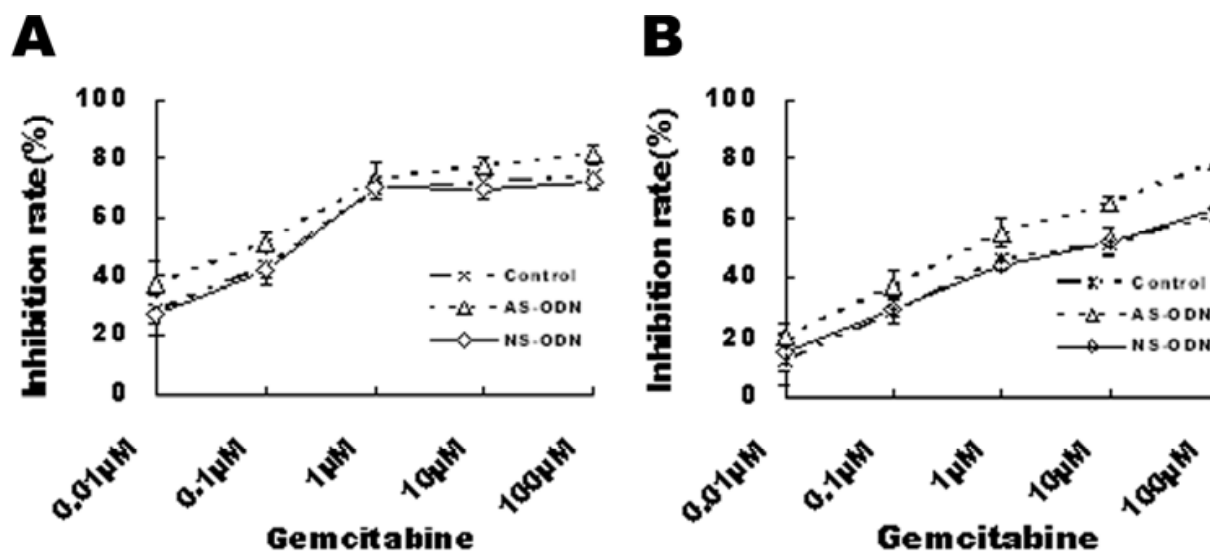 A
Inhibition rate(%)
100
80
60
40
20
0
Control
AS-ODN
NS-ODN
0.01µM
0.1µM
1µM
10µM
100µM
Gemcitabine
B
Inhibition rate(%)
100
80
60
40
20
0
Control
AS-ODN
NS-ODN
0.01µM
0.1µM
1µM
10µM
100µM
Gemcitabine